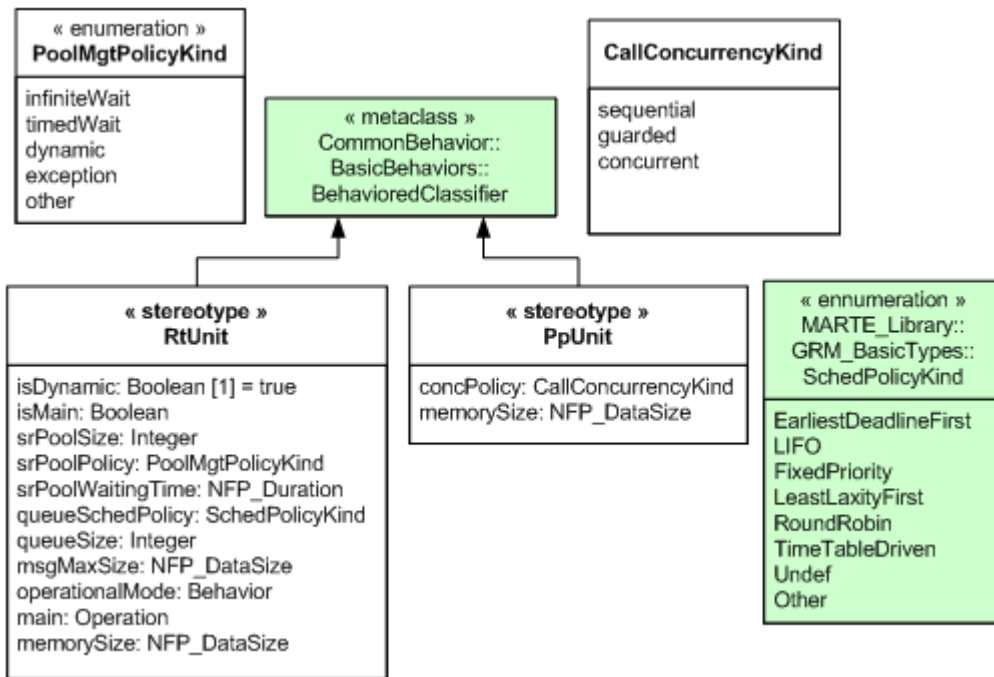 « enumeration »
PoolMgtPolicyKind
infiniteWait
timedWait
dynamic
exception
other
« metaclass »
CommonBehavior::
BasicBehaviors::
BehavioredClassifier
CallConcurrencyKind
sequential
guarded
concurrent
« stereotype »
RtUnit
isDynamic: Boolean [1] = true
isMain: Boolean
srPoolSize: Integer
srPoolPolicy: PoolMgtPolicyKind
srPoolWaitingTime: NFP_Duration
queueSchedPolicy: SchedPolicyKind
queueSize: Integer
msgMaxSize: NFP_DataSize
operationalMode: Behavior
main: Operation
memorySize: NFP_DataSize
« stereotype »
PpUnit
concPolicy: CallConcurrencyKind
memorySize: NFP_DataSize
« ennumeration »
MARTE_Library::
GRM_BasicTypes::
SchedPolicyKind
EarliestDeadlineFirst
LIFO
FixedPriority
LeastLaxityFirst
RoundRobin
TimeTableDriven
Undef
Other